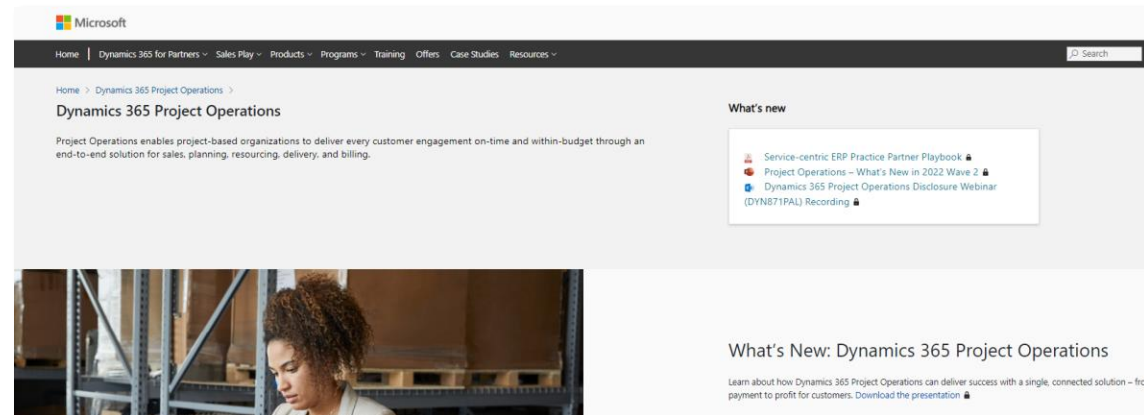 Microsoft
Home | Dynamics 365 for Partners Sales Play Products Programs Training Offers Case Studies Resources Search
Home > Dynamics 365 Project Operations >
Dynamics 365 Project Operations
Project Operations enables project-based organizations to deliver every customer engagement on-time and within-budget through an
end-to-end solution for sales, planning, resourcing, delivery, and billing.
What's new
Service-centric ERP Practice Partner Playbook
Project Operations – What's New in 2022 Wave 2
Dynamics 365 Project Operations Disclosure Webinar
(DYN871PAL) Recording
What's New: Dynamics 365 Project Operations
Learn about how Dynamics 365 Project Operations can deliver success with a single, connected solution –
payment to profit for customers. Download the presentation